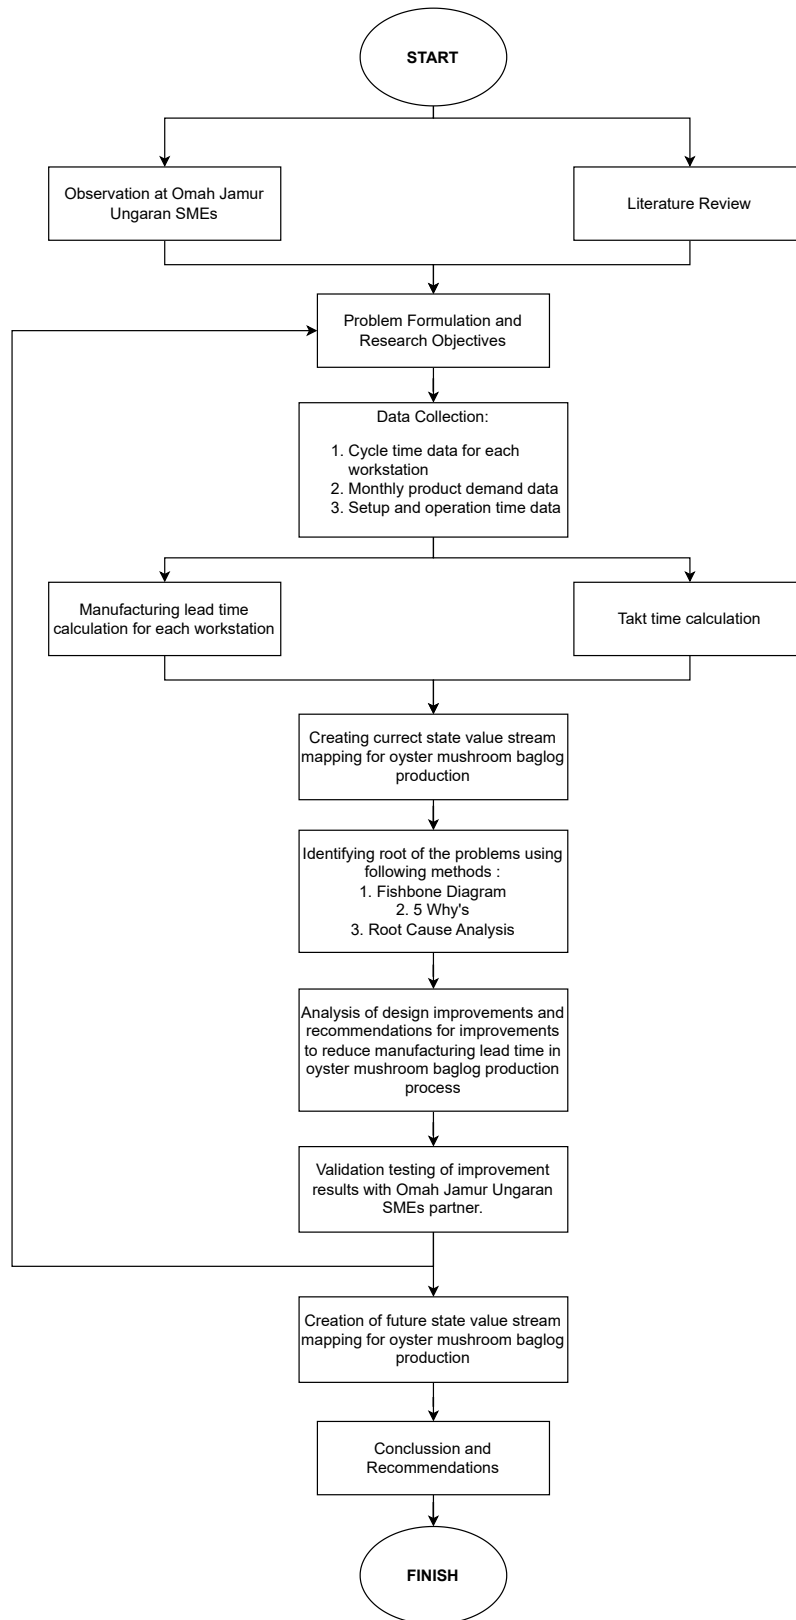 START
Observation at Omah Jamur
Ungaran SMEs
Literature Review
Problem Formulation and
Research Objectives
Data Collection:
1. Cycle time data for each
workstation
2. Monthly product demand data
3. Setup and operation time data
Manufacturing lead time
calculation for each workstation
Takt time calculation
Creating currect state value stream
mapping for oyster mushroom baglog
production
Identifying root of the problems using
following methods :
1. Fishbone Diagram
2. 5 Why's
3. Root Cause Analysis
Analysis of design improvements and
recommendations for improvements
to reduce manufacturing lead time in
oyster mushroom baglog production
process
Validation testing of improvement
results with Omah Jamur Ungaran
SMEs partner.
Creation of future state value stream
mapping for oyster mushroom baglog
production
Conclussion and
Recommendations
FINISH